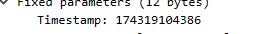 Fixed parameters (12 bytes)
Timestamp: 174319104386